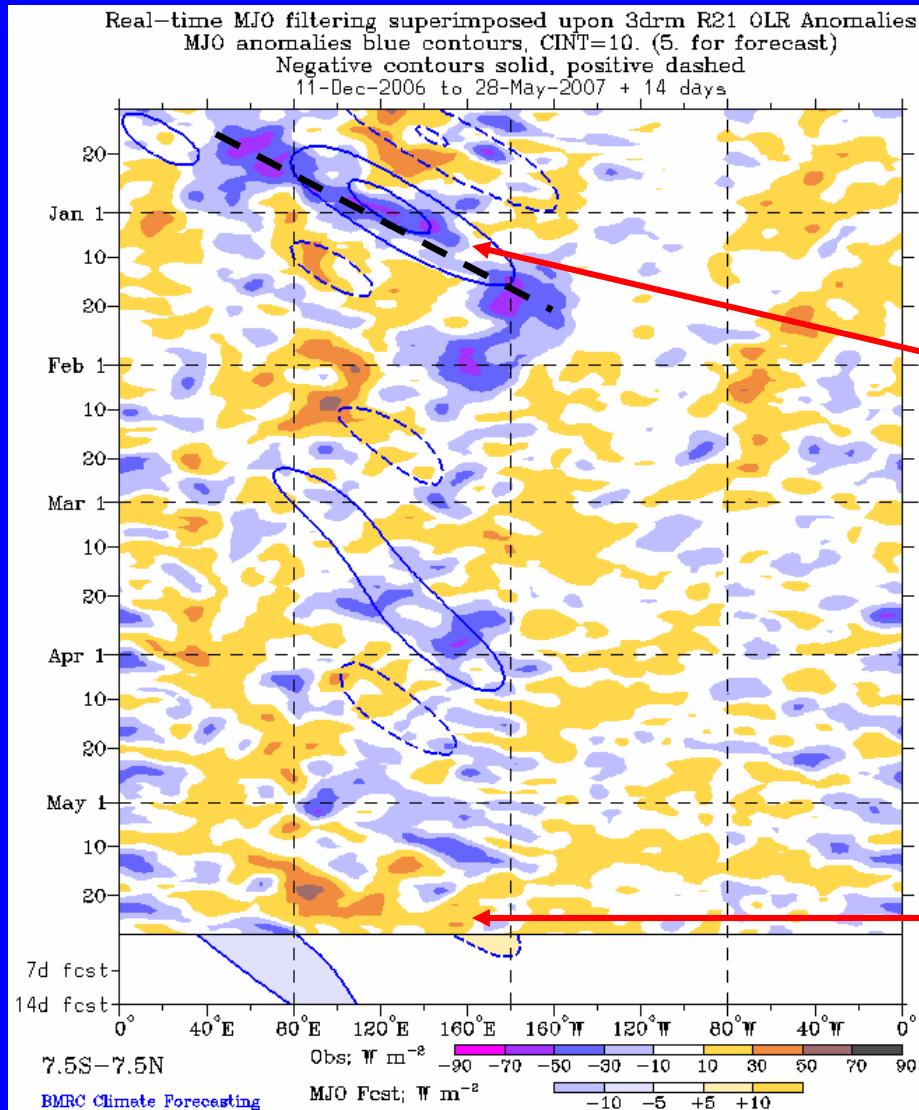 Real-time MJO filtering superimposed upon 3drm R21 OLR Anomalies
MJO anomalies blue contours, CINT=10. (5. for forecast)
Negative contours solid, positive dashed
11-Dec-2006 to 28-May-2007 + 14 days
20
Jan 1
10
20
Feb 1
10
20
Mar 1
10
20
Apr 1
10
20
May 1
10
20
7d fcst
14d fcst
0° 40°E 80°E 120°E 160°E 160°W 120°W 80°W 40°W 0°
7.5S-7.5N
Obs; W m⁻² -90 -70 -50 -30 -10 10 30 50 70 90
MJO Fcst; W m⁻² -10 -5 +5 +10
BMRC Climate Forecasting